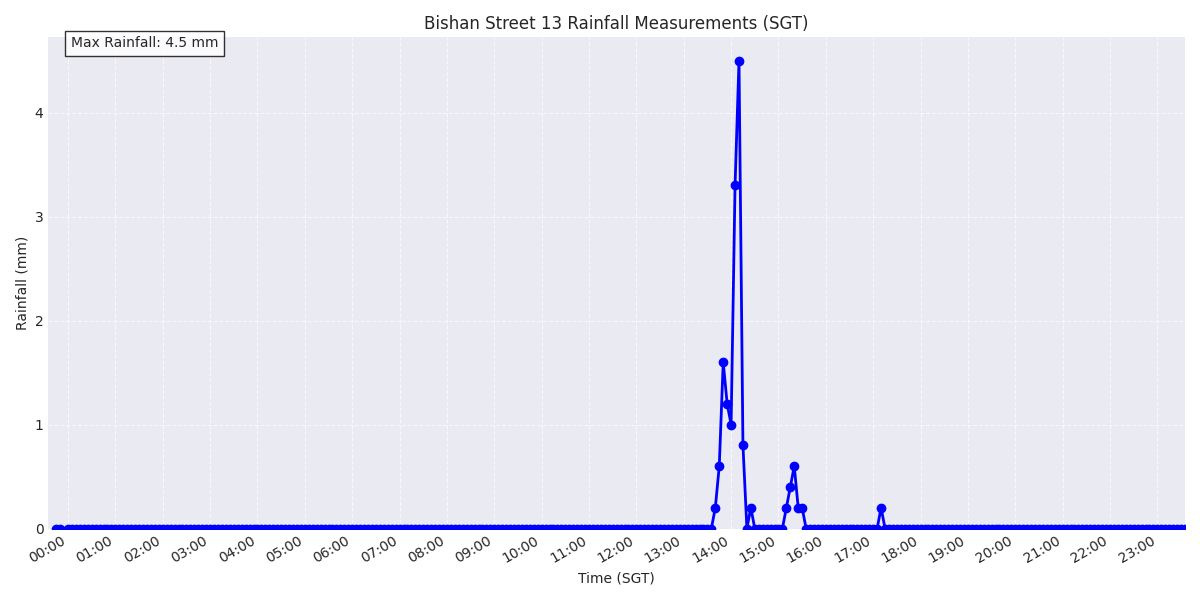 Bishan Street 13 Rainfall Measurements (SGT)
Max Rainfall: 4.5 mm
4
3
2
1
0
Rainfall (mm)
00:00 01:00 02:00 03:00 04:00 05:00 06:00 07:00 08:00 09:00 10:00 11:00 12:00 13:00 14:00 15:00 16:00 17:00 18:00 19:00 20:00 21:00 22:00 23:00
Time (SGT)